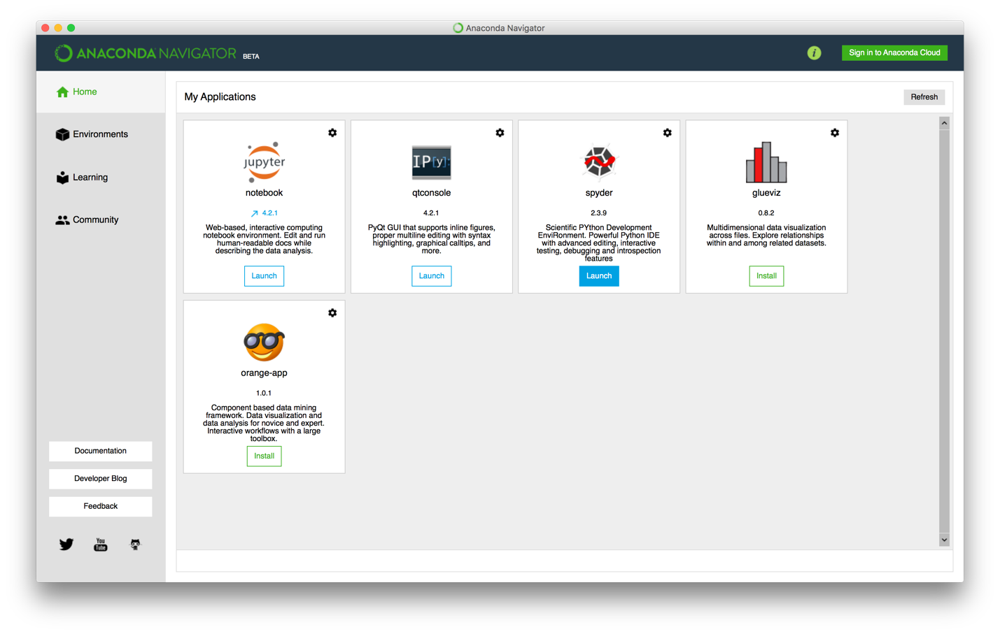 Anaconda Navigator
ANACONDA NAVIGATOR BETA
i
Sign in to Anaconda Cloud
Home
Environments
Learning
Community
Documentation
Developer Blog
Feedback
You
Tube
My Applications
Refresh
jupyter
notebook
4.2.1
Web-based, interactive computing
notebook environment. Edit and run
human-readable docs while
describing the data analysis.
Launch
IP[y]:
qtconsole
4.2.1
PyQt GUI that supports inline figures,
proper multiline editing with syntax
highlighting, graphical calltips, and
more.
Launch
spyder
2.3.9
Scientific PYthon Development
EnviRonment. Powerful Python IDE
with advanced editing, interactive
testing, debugging and introspection
features
Launch
glueviz
0.8.2
Multidimensional data visualization
across files. Explore relationships
within and among related datasets.
Install
orange-app
1.0.1
Component based data mining
framework. Data visualization and
data analysis for novice and expert.
Interactive workflows with a large
toolbox.
Install